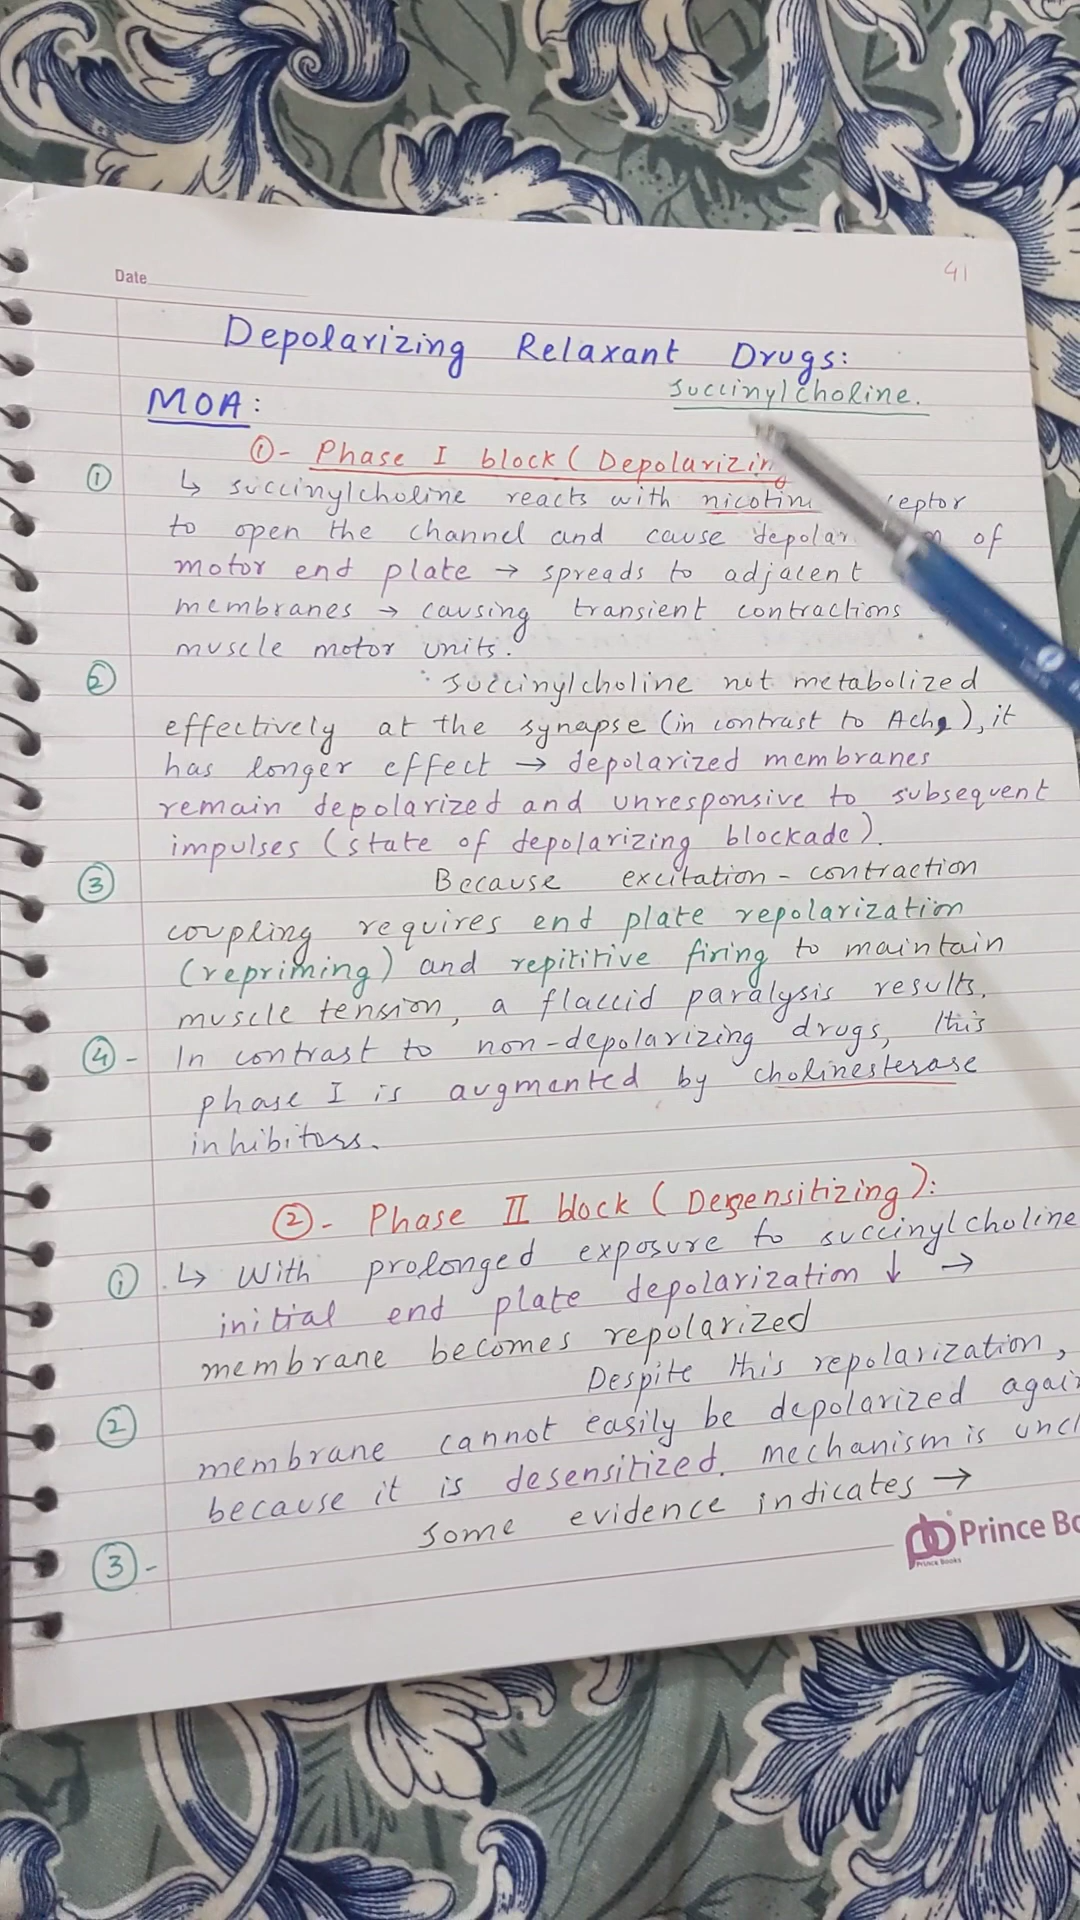 41
Date
Depolarizing Relaxant Drugs:
Succinylcholine.
MOA:
①- Phase I block (Depolarizing
① ↳ succinylcholine reacts with nicotin eptor
to open the channel and cause depolar of
motor end plate → spreads to adjacent
membranes → causing transient contractions
muscle motor units.
② Succinylcholine not metabolized
effectively at the synapse (in contrast to Ach), it
has longer effect → depolarized membranes
remain depolarized and unresponsive to subsequent
impulses (state of depolarizing blockade).
③ Because excitation - contraction
coupling requires end plate repolarization
(repriming) and repititive firing to maintain
muscle tension, a flaccid paralysis results.
④ - In contrast to non-depolarizing drugs, this
phase I is augmented by cholinesterase
inhibitors.
②- Phase II block (Desensitizing):
① ↳ With prolonged exposure to succinylcholine
initial end plate depolarization ↓ →
membrane becomes repolarized
② Despite this repolarization,
membrane cannot easily be depolarized again
because it is desensitized. mechanism is uncl
③ - Some evidence indicates →
Prince Bo
Prince Books